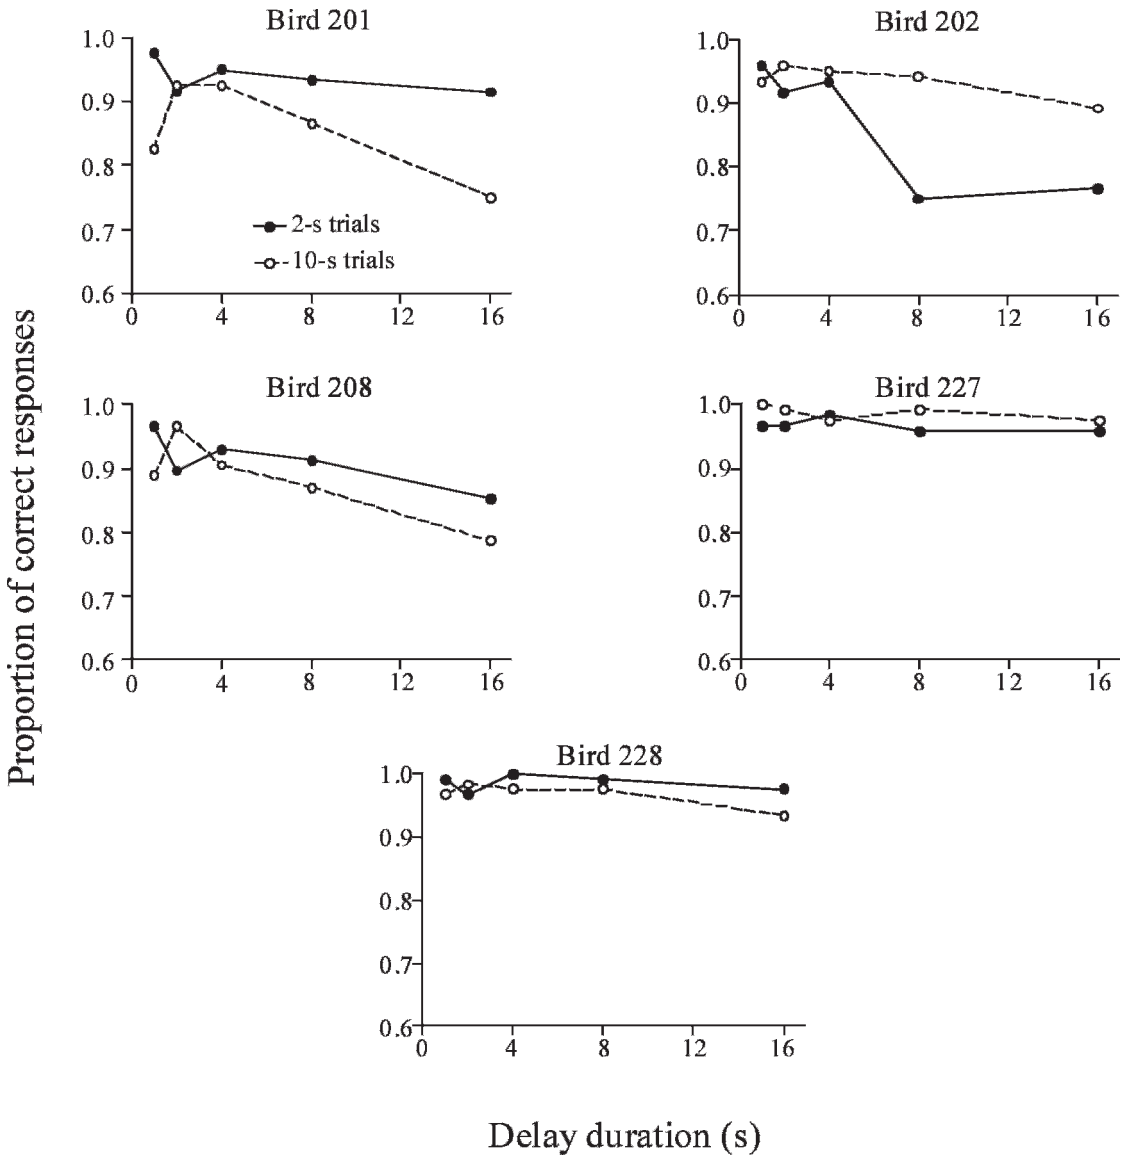 Proportion of correct responses
Bird 201
1.0
0.9
0.8
0.7
0.6
2-s trials
10-s trials
0 4 8 12 16
Bird 202
1.0
0.9
0.8
0.7
0.6
0 4 8 12 16
Bird 208
1.0
0.9
0.8
0.7
0.6
0 4 8 12 16
Bird 227
1.0
0.9
0.8
0.7
0.6
0 4 8 12 16
Bird 228
1.0
0.9
0.8
0.7
0.6
0 4 8 12 16
Delay duration (s)